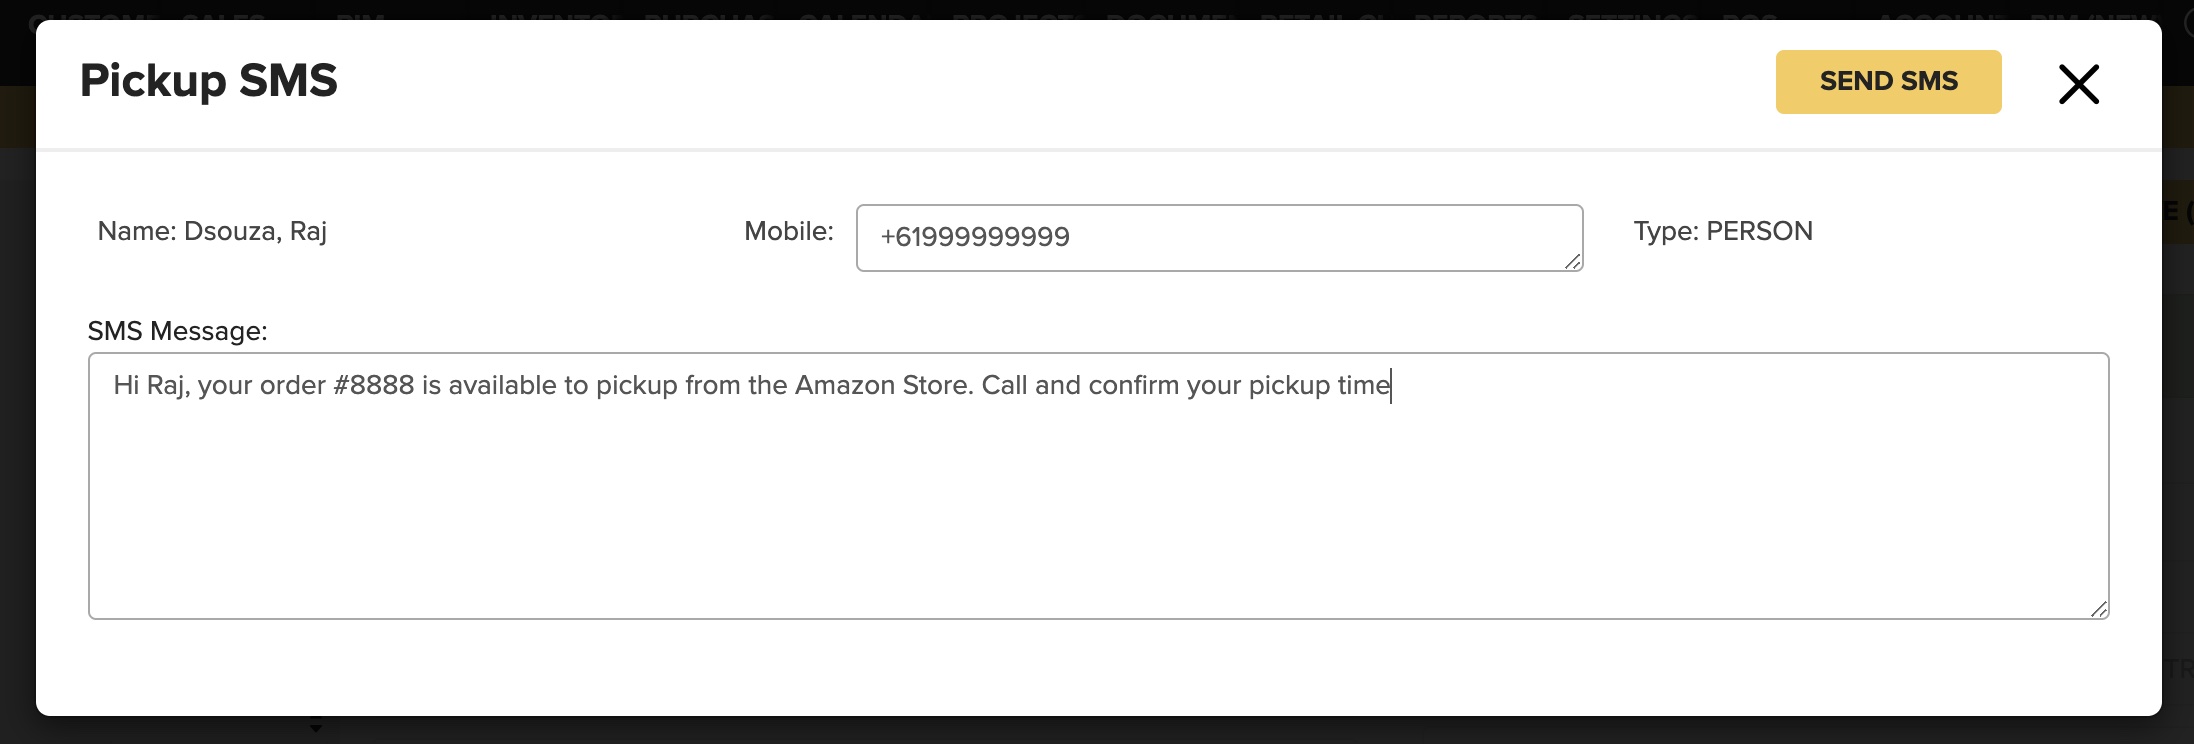 Pickup SMS
SEND SMS
Name: Dsouza, Raj
Mobile: +61999999999
Type: PERSON
SMS Message:
Hi Raj, your order #8888 is available to pickup from the Amazon Store. Call and confirm your pickup time